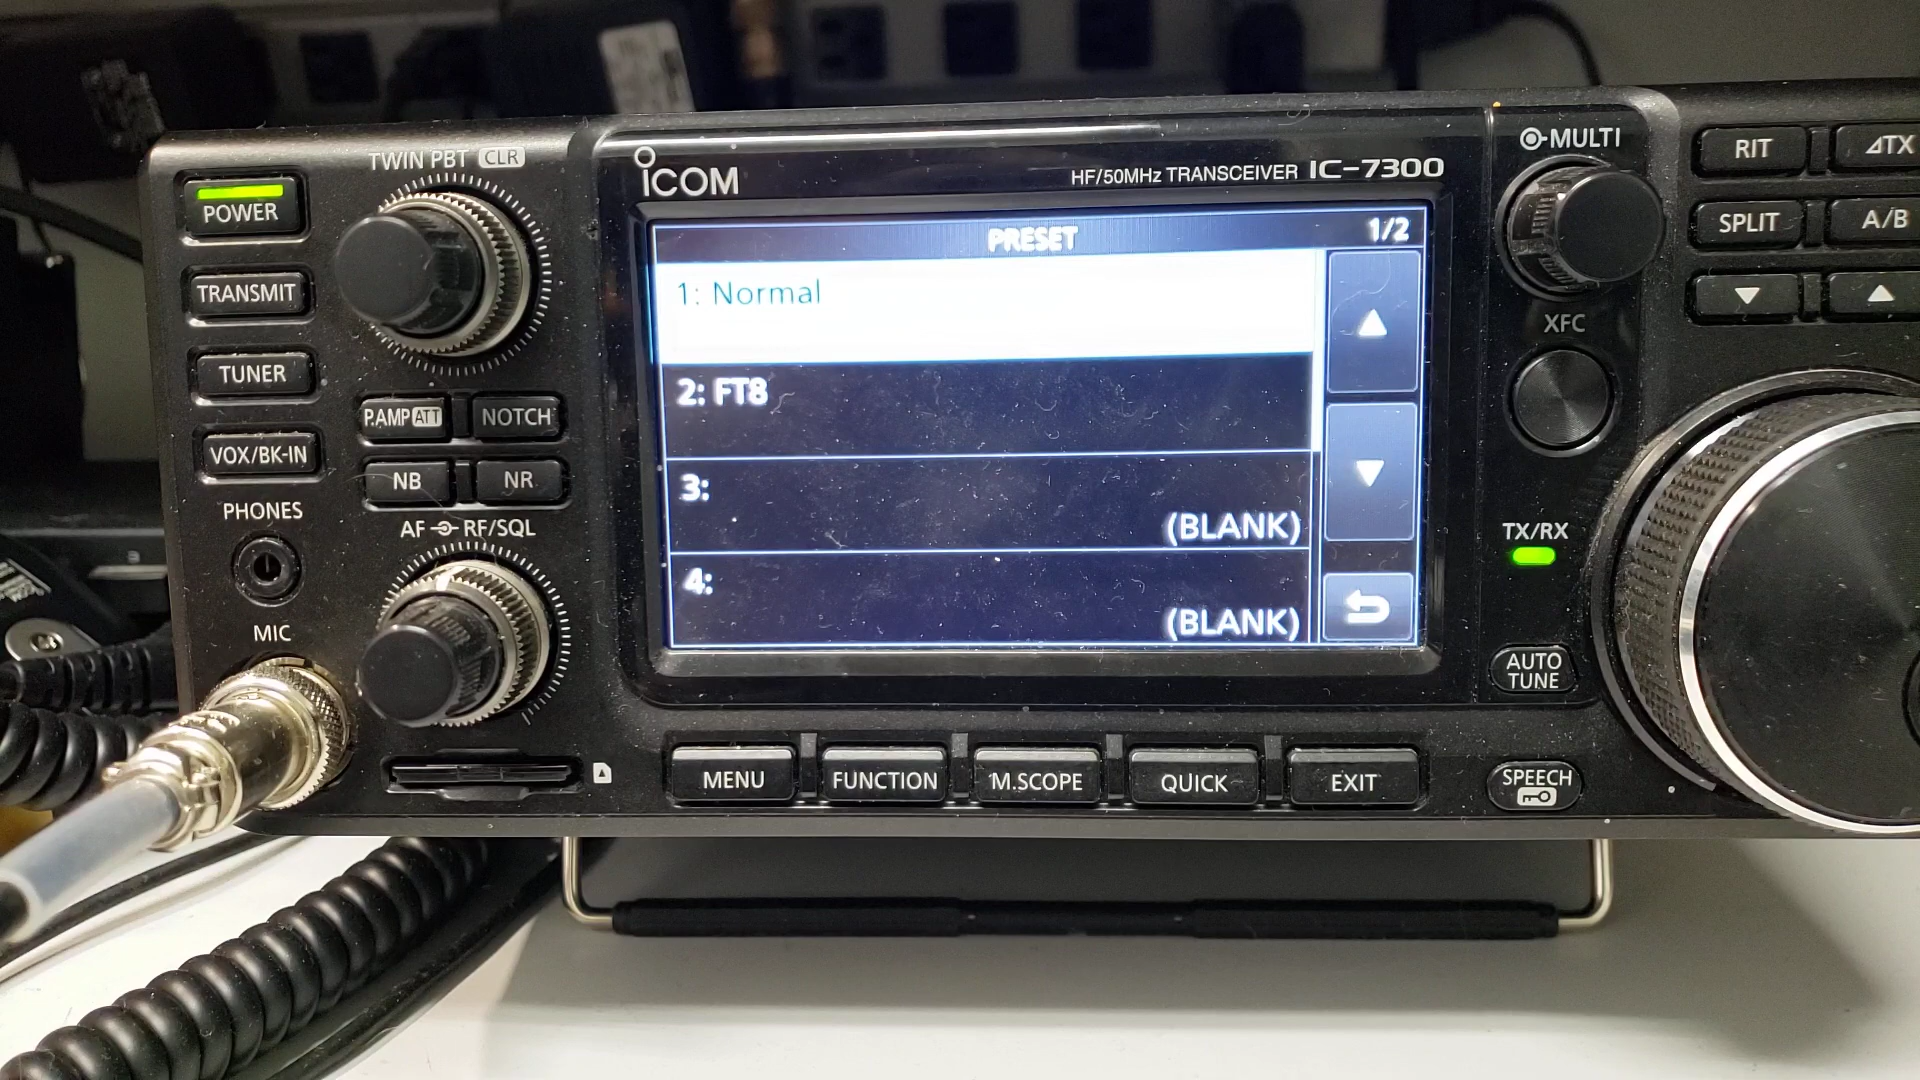 TWIN PBT CLR
POWER
TRANSMIT
TUNER
VOX/BK-IN
P.AMP ATT
NOTCH
NB
NR
PHONES
AF RF/SQL
MIC
ICOM
HF/50MHz TRANSCEIVER IC-7300
PRESET 1/2
1: Normal
2: FT8
3:
(BLANK)
4:
(BLANK)
MENU
FUNCTION
M.SCOPE
QUICK
EXIT
MULTI
XFC
TX/RX
AUTO
TUNE
SPEECH
RIT
⊿TX
SPLIT
A/B